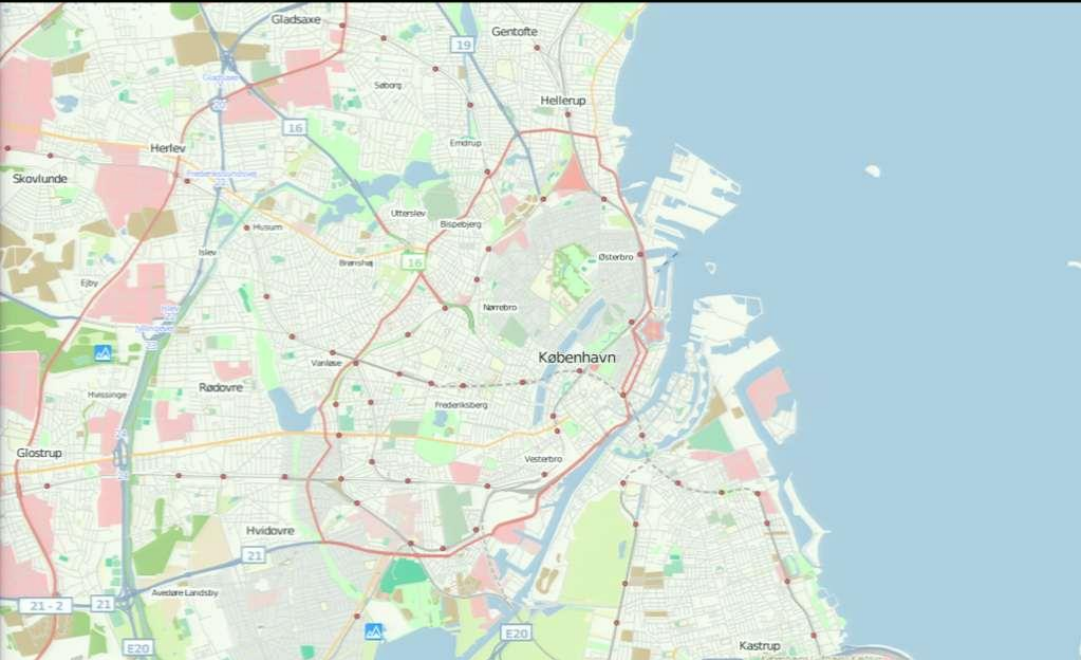 Gladsaxe
Gentofte
19
Søborg
Gladsaxe
Hellerup
16
Emdrup
Herlev
Skovlunde
Utterslev
Bispebjerg
Husum
Islev
Brønshøj
16
Østerbro
Ejby
Nørrebro
København
Vanløse
Rødovre
Hvissinge
Frederiksberg
Glostrup
Vesterbro
Hvidovre
21
Avedøre Landsby
21 - 2
21
E20
E20
Kastrup